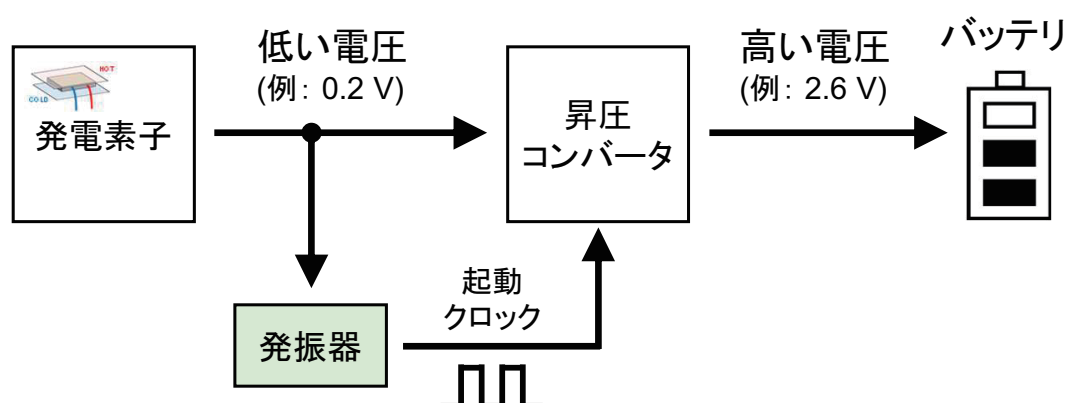 HOT
COLD
発電素子
低い電圧
(例: 0.2 V)
昇圧
コンバータ
高い電圧
(例: 2.6 V)
バッテリ
発振器
起動
クロック